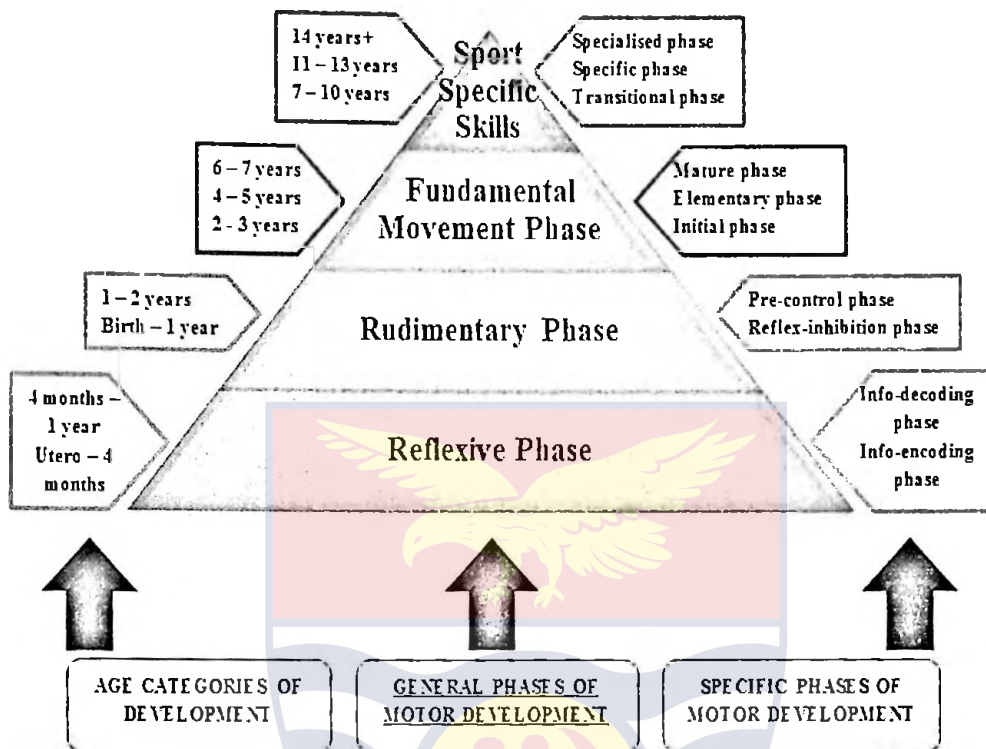 14 years+
11 – 13 years
7 – 10 years
Sport
Specific
Skills
Specialised phase
Specific phase
Transitional phase
6 – 7 years
4 – 5 years
2 - 3 years
Fundamental
Movement Phase
Mature phase
Elementary phase
Initial phase
1 – 2 years
Birth – 1 year
Rudimentary Phase
Pre-control phase
Reflex-inhibition phase
4 months –
1 year
Utero – 4
months
Reflexive Phase
Info-decoding
phase
Info-encoding
phase
AGE CATEGORIES OF
DEVELOPMENT
GENERAL PHASES OF
MOTOR DEVELOPMENT
SPECIFIC PHASES OF
MOTOR DEVELOPMENT